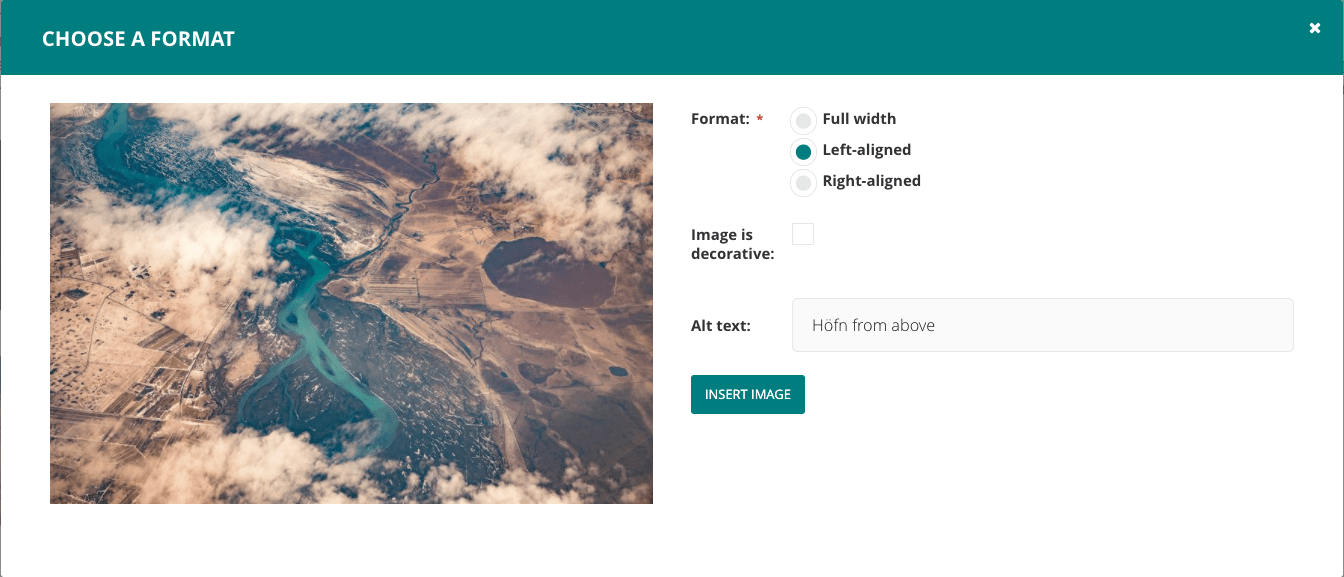 CHOOSE A FORMAT
Format: *
Full width
Left-aligned
Right-aligned
Image is
decorative:
Alt text:
Höfn from above
INSERT IMAGE